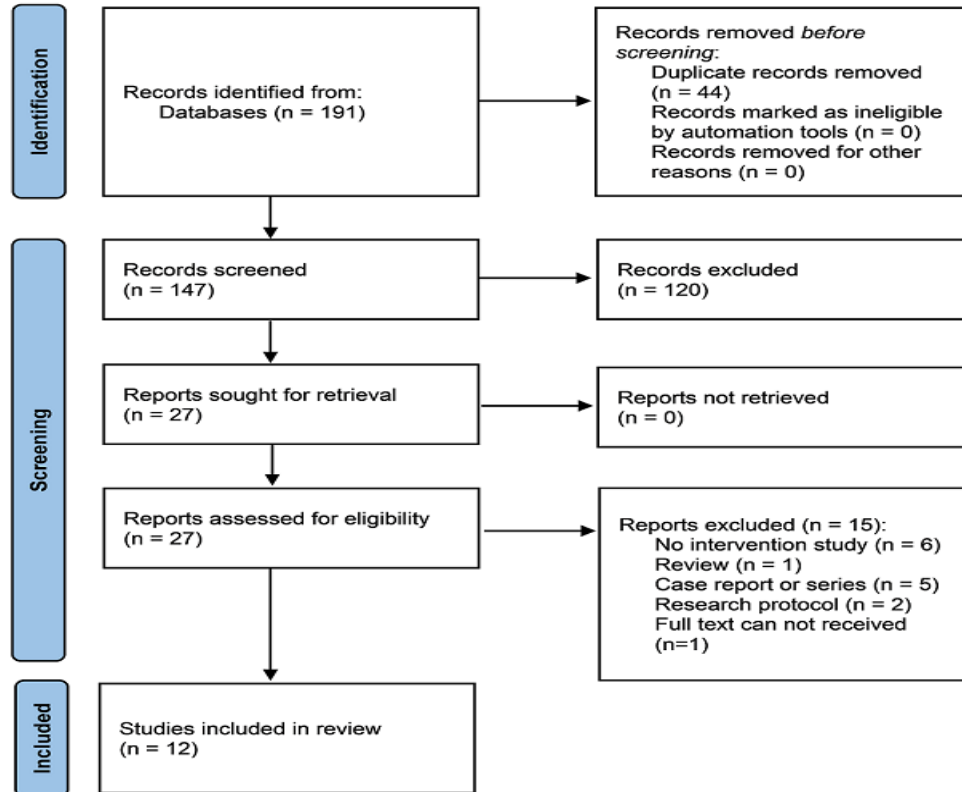 Identification
Records identified from:
Databases (n = 191)
Records removed before
screening:
Duplicate records removed
(n = 44)
Records marked as ineligible
by automation tools (n = 0)
Records removed for other
reasons (n = 0)
Screening
Records screened
(n = 147)
Records excluded
(n = 120)
Reports sought for retrieval
(n = 27)
Reports not retrieved
(n = 0)
Reports assessed for eligibility
(n = 27)
Reports excluded (n = 15):
No intervention study (n = 6)
Review (n = 1)
Case report or series (n = 5)
Research protocol (n = 2)
Full text can not received
(n=1)
Included
Studies included in review
(n = 12)